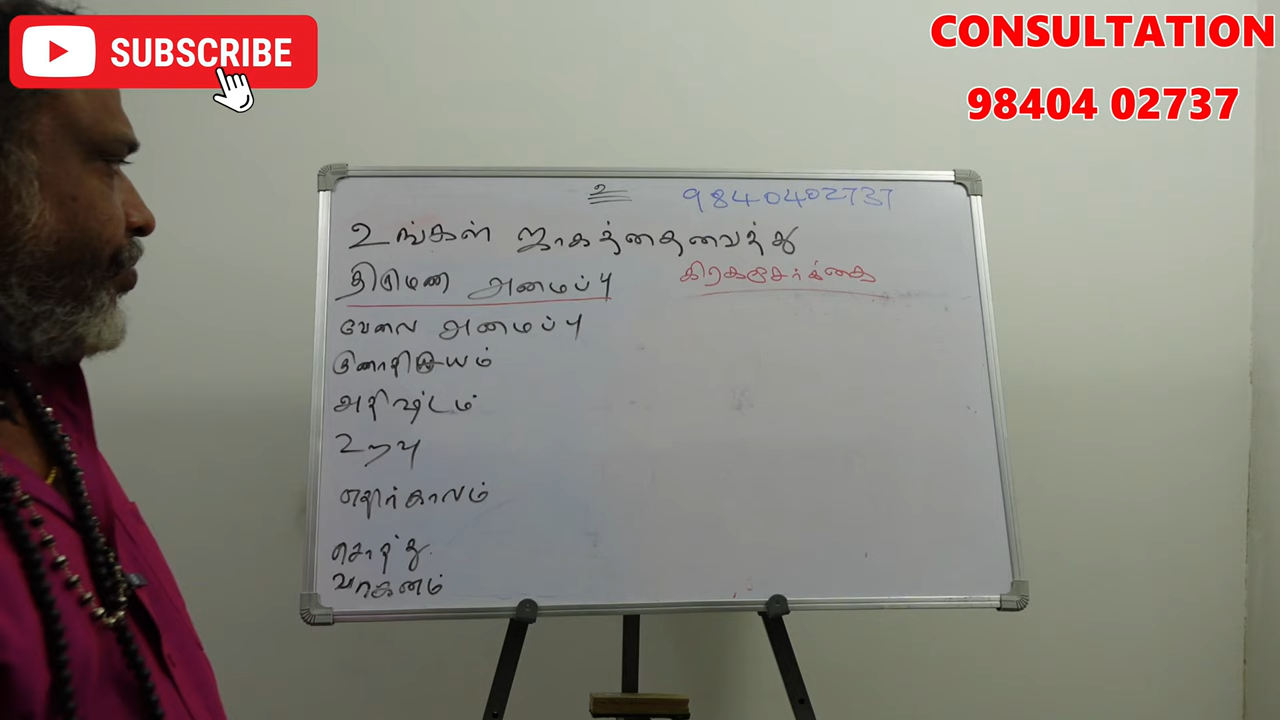 SUBSCRIBE
CONSULTATION
98404 02737
உ
9840402737
உங்கள் ஜாதகத்தைவைத்து
திருமண அமைப்பு
கிரகசேர்க்கை
வேலை அமைப்பு
அதிஷ்டம்
உறவு
எதிர்காலம்
சொத்து
வாகனம்